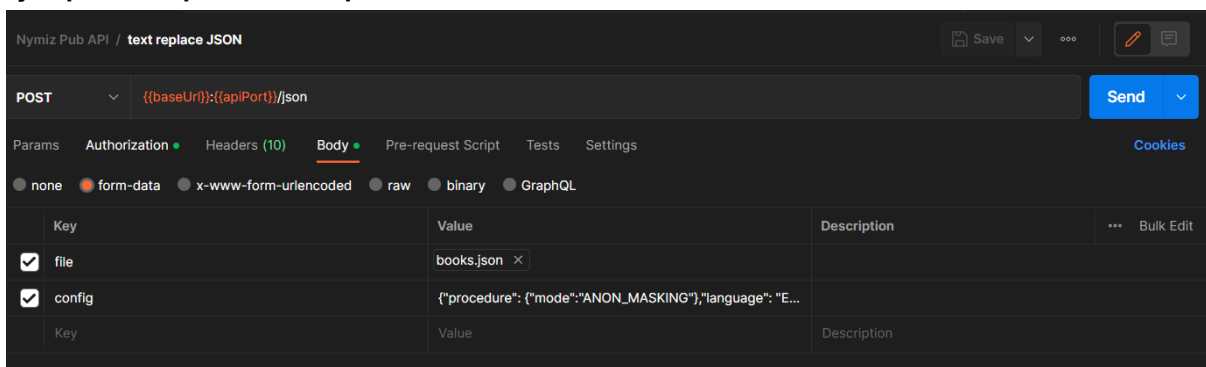 Nymiz Pub API / text replace JSON Save
POST {{baseUrl}}:{{apiPort}}/json Send
Params Authorization Headers (10) Body Pre-request Script Tests Settings Cookies
none form-data x-www-form-urlencoded raw binary GraphQL
Key Value Description Bulk Edit
file books.json
config {"procedure": {"mode":"ANON_MASKING"},"language": "E...
Key Value Description